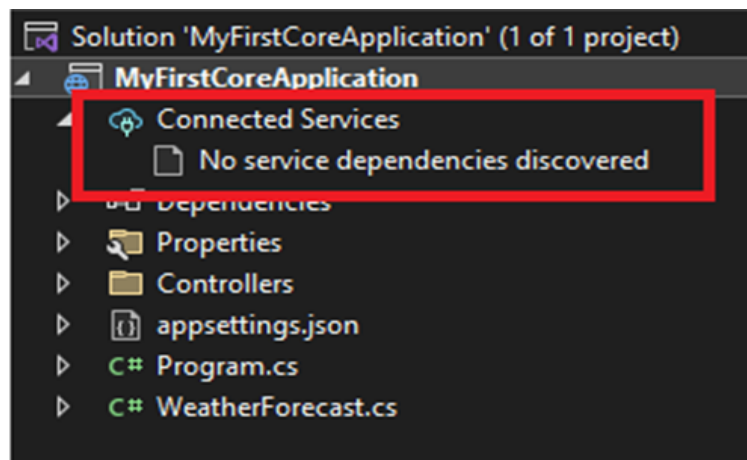 Solution 'MyFirstCoreApplication' (1 of 1 project)
MyFirstCoreApplication
Connected Services
No service dependencies discovered
Dependencies
Properties
Controllers
appsettings.json
C# Program.cs
C# WeatherForecast.cs